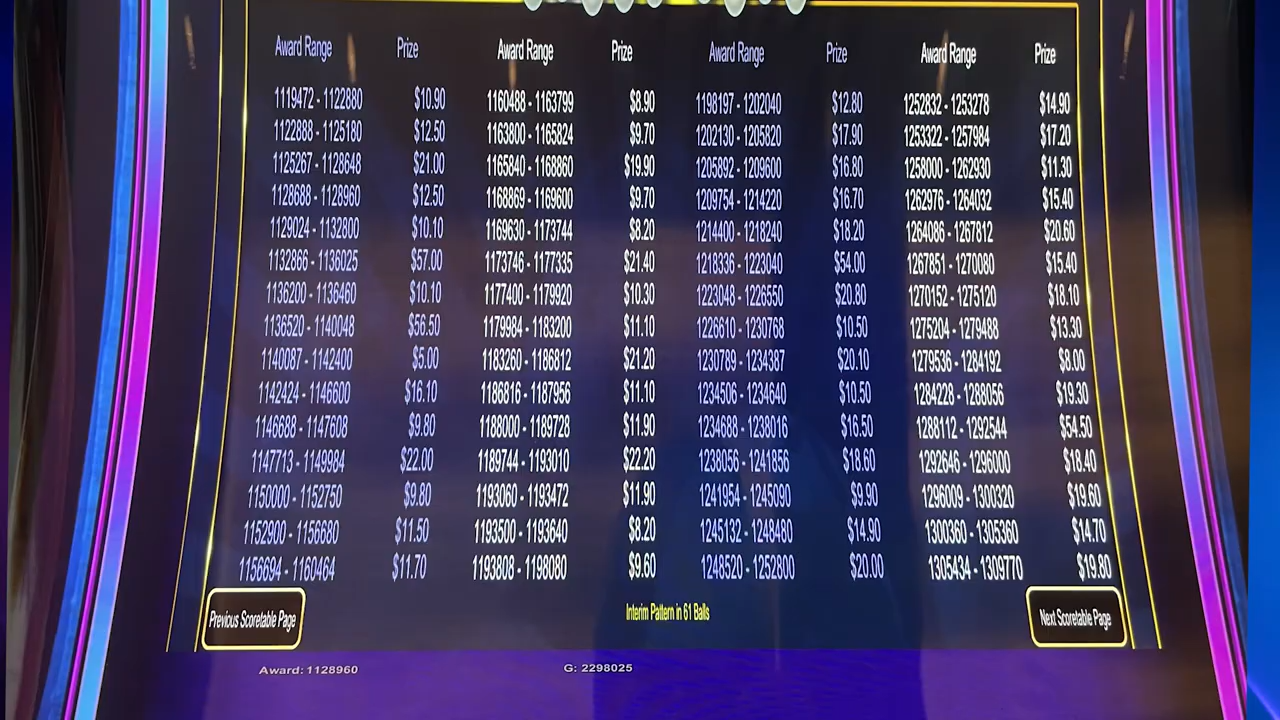 Award Range Prize Award Range Prize Award Range Prize Award Range Prize
1119472 - 1122880 $10.90 1160488 - 1163799 $8.90 1198197 - 1202040 $12.80 1252832 - 1253278 $14.90
1122888 - 1125180 $12.50 1163800 - 1165824 $9.70 1202130 - 1205820 $17.90 1253322 - 1257984 $17.20
1125267 - 1128648 $21.00 1165840 - 1168860 $19.90 1205892 - 1209600 $16.80 1258000 - 1262930 $11.30
1128688 - 1128960 $12.50 1168869 - 1169600 $9.70 1209754 - 1214220 $16.70 1262976 - 1264032 $15.40
1129024 - 1132800 $10.10 1169630 - 1173744 $8.20 1214400 - 1218240 $18.20 1264086 - 1267812 $20.60
1132866 - 1136025 $57.00 1173746 - 1177335 $21.40 1218336 - 1223040 $54.00 1267851 - 1270080 $15.40
1136200 - 1136460 $10.10 1177400 - 1179920 $10.30 1223048 - 1226550 $20.80 1270152 - 1275120 $18.10
1136520 - 1140048 $56.50 1179984 - 1183200 $11.10 1226610 - 1230768 $10.50 1275204 - 1279488 $13.30
1140087 - 1142400 $5.00 1183260 - 1186812 $21.20 1230789 - 1234387 $20.10 1279536 - 1284192 $8.00
1142424 - 1146600 $16.10 1186816 - 1187956 $11.10 1234506 - 1234640 $10.50 1284228 - 1288056 $19.30
1146688 - 1147608 $9.80 1188000 - 1189728 $11.90 1234688 - 1238016 $16.50 1288112 - 1292544 $54.50
1147713 - 1149984 $22.00 1189744 - 1193010 $22.20 1238056 - 1241856 $18.60 1292646 - 1296000 $18.40
1150000 - 1152750 $9.80 1193060 - 1193472 $11.90 1241954 - 1245090 $9.90 1296009 - 1300320 $19.60
1152900 - 1156680 $11.50 1193500 - 1193640 $8.20 1245132 - 1248480 $14.90 1300360 - 1305360 $14.70
1156694 - 1160464 $11.70 1193808 - 1198080 $9.60 1248520 - 1252800 $20.00 1305434 - 1309770 $19.80
Previous Scoretable Page Interim Pattern in 61 Balls Next Scoretable Page
Award: 1128960 G: 2298025